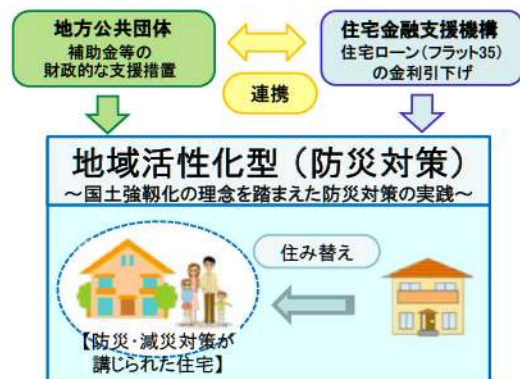 地方公共団体
補助金等の
財政的な支援措置
連携
住宅金融支援機構
住宅ローン(フラット35)
の金利引下げ
地域活性化型(防災対策)
~国土強靱化の理念を踏まえた防災対策の実践~
住み替え
【防災・減災対策が
講じられた住宅】